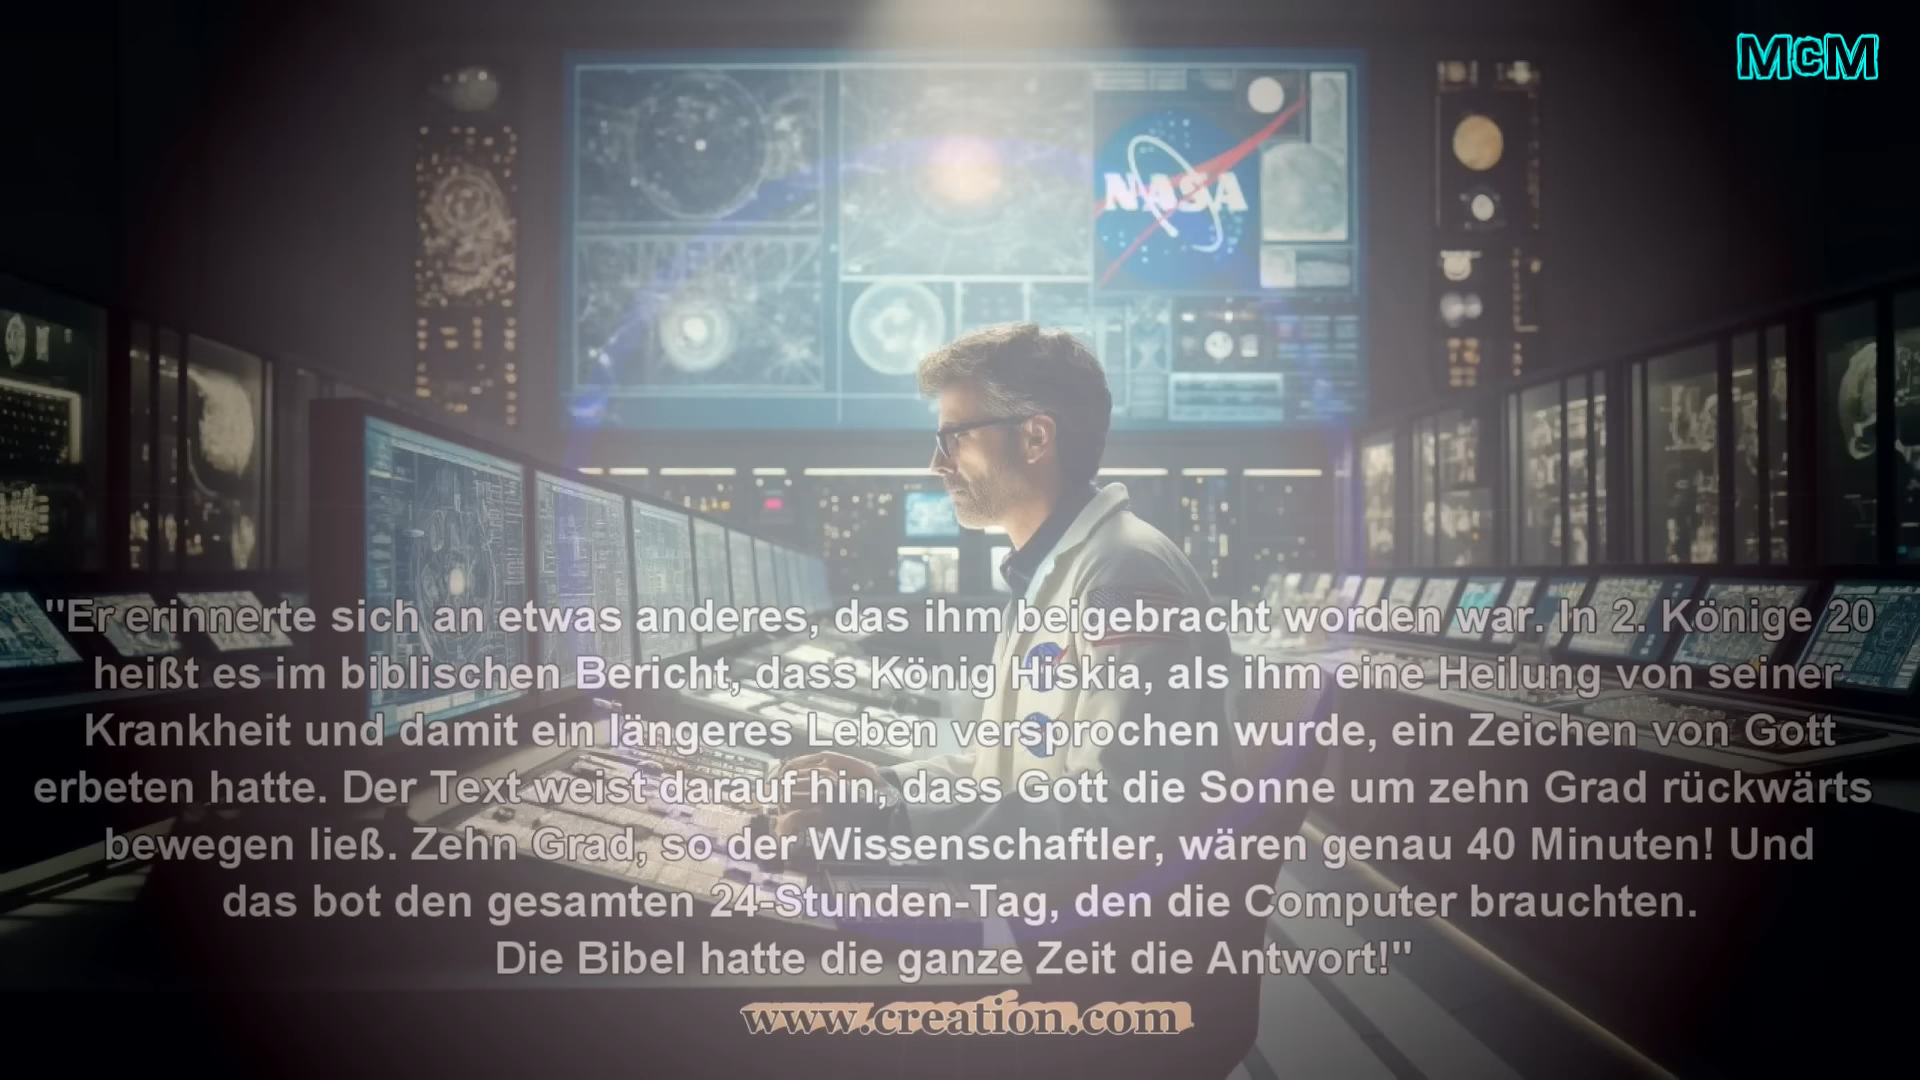 McM
NASA
"Er erinnerte sich an etwas anderes, das ihm beigebracht worden war. In 2. Könige 20
heißt es im biblischen Bericht, dass König Hiskia, als ihm eine Heilung von seiner
Krankheit und damit ein längeres Leben versprochen wurde, ein Zeichen von Gott
erbeten hatte. Der Text weist darauf hin, dass Gott die Sonne um zehn Grad rückwärts
bewegen ließ. Zehn Grad, so der Wissenschaftler, wären genau 40 Minuten! Und
das bot den gesamten 24-Stunden-Tag, den die Computer brauchten.
Die Bibel hatte die ganze Zeit die Antwort!"
www.creation.com